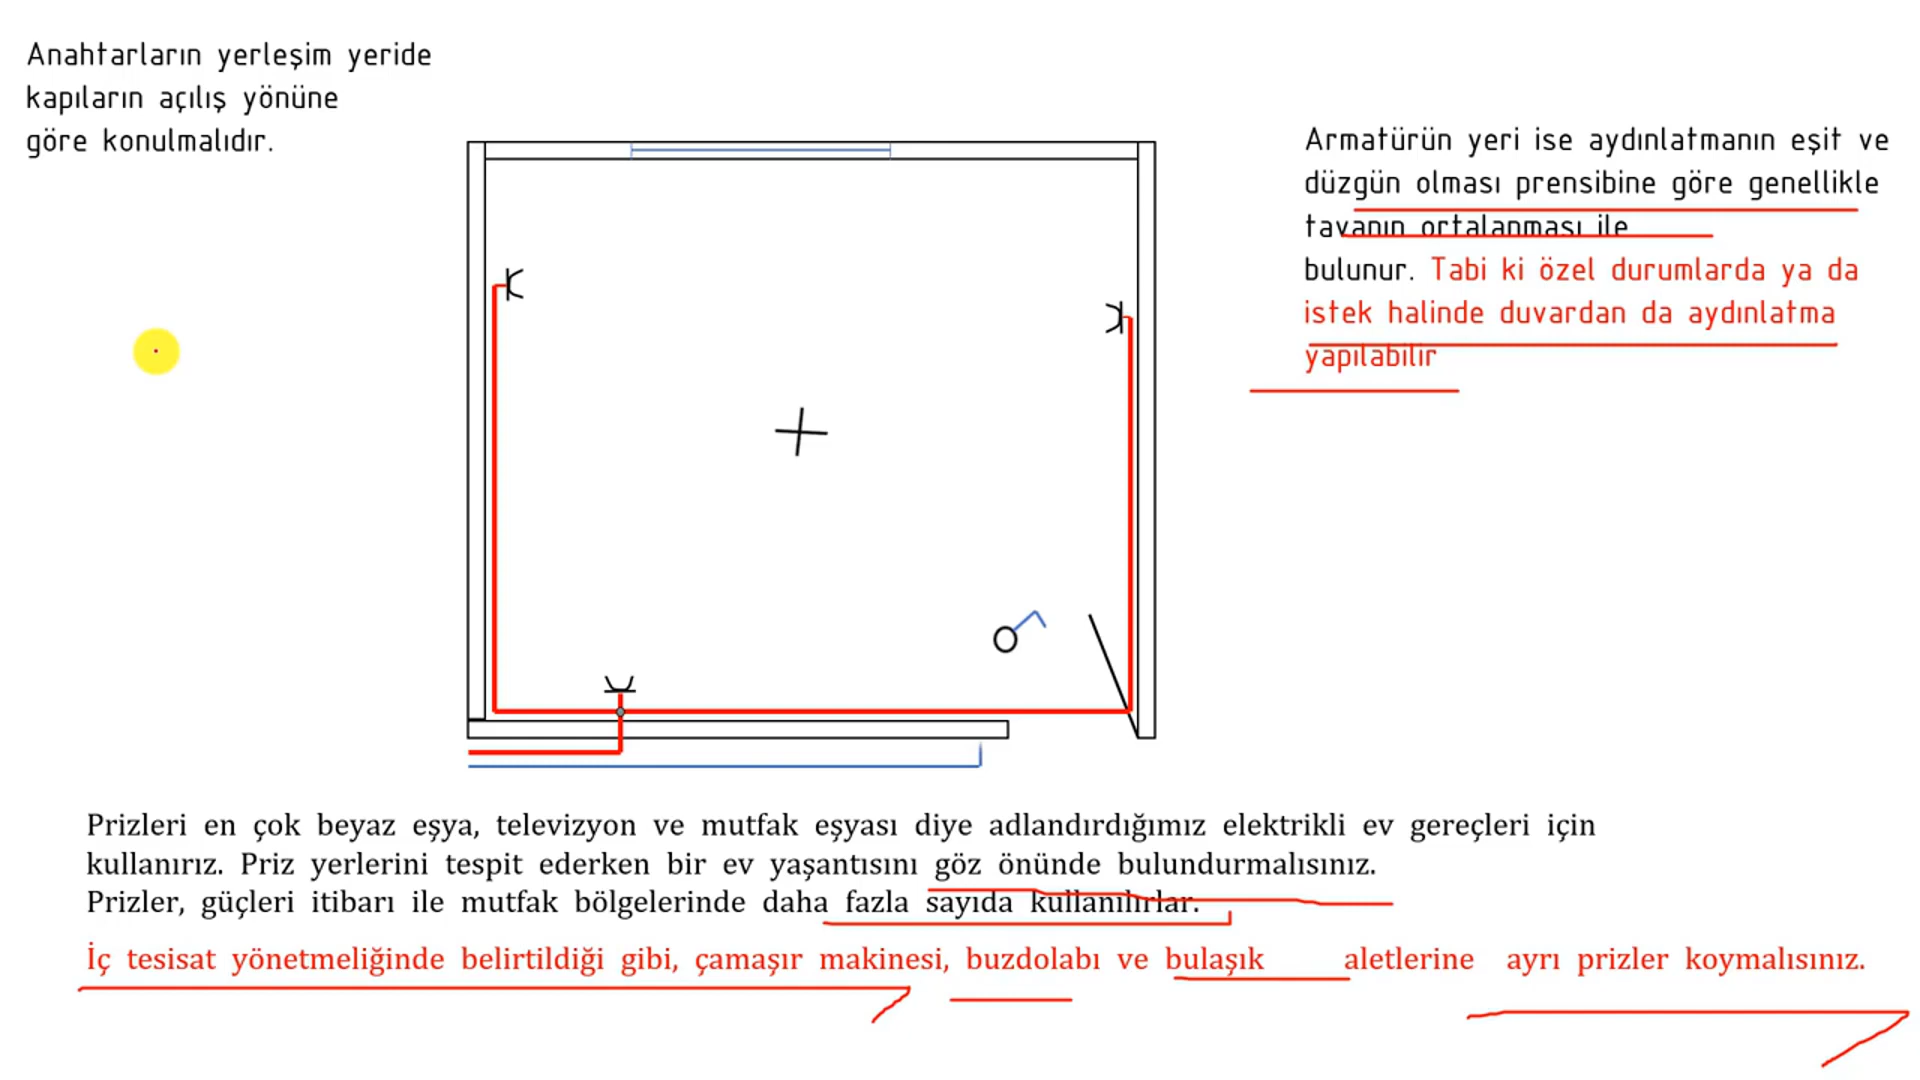 Anahtarların yerleşim yeride
kapıların açılış yönüne
göre konulmalıdır.
Armatürün yeri ise aydınlatmanın eşit ve
düzgün olması prensibine göre genellikle
tavanın ortalanması ile
bulunur. Tabi ki özel durumlarda ya da
istek halinde duvardan da aydınlatma
yapılabilir
Prizleri en çok beyaz eşya, televizyon ve mutfak eşyası diye adlandırdığımız elektrikli ev gereçleri için
kullanırız. Priz yerlerini tespit ederken bir ev yaşantısını göz önünde bulundurmalısınız.
Prizler, güçleri itibarı ile mutfak bölgelerinde daha fazla sayıda kullanılırlar.
İç tesisat yönetmeliğinde belirtildiği gibi, çamaşır makinesi, buzdolabı ve bulaşık aletlerine ayrı prizler koymalısınız.